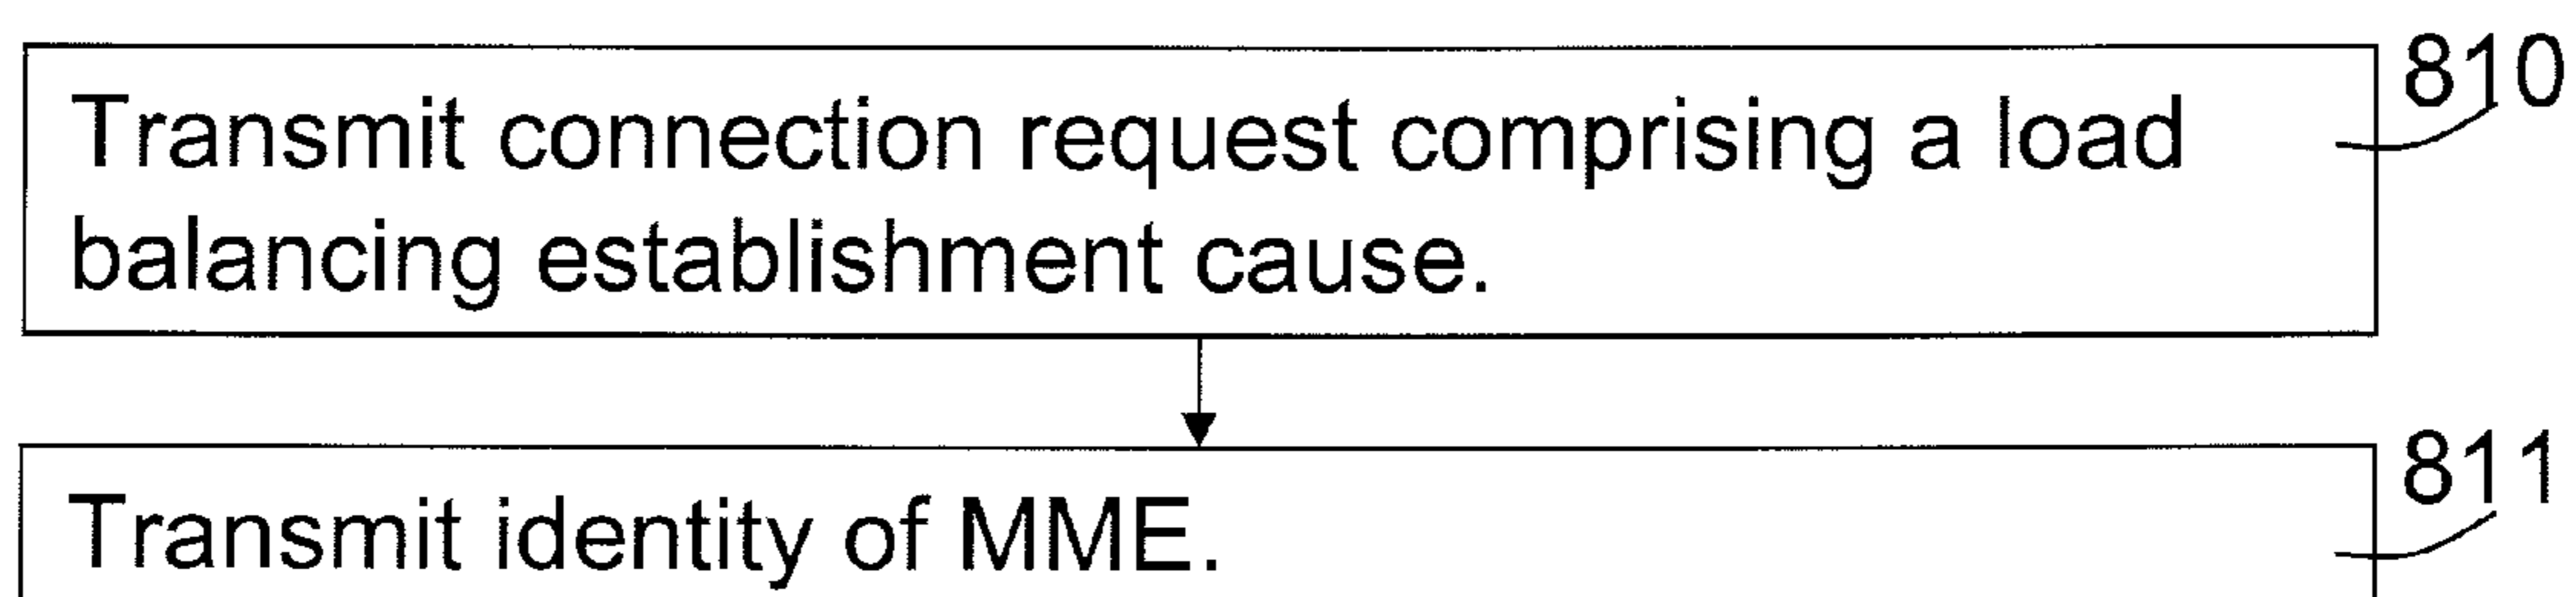 810
Transmit connection request comprising a load
balancing establishment cause.
811
Transmit identity of MME.